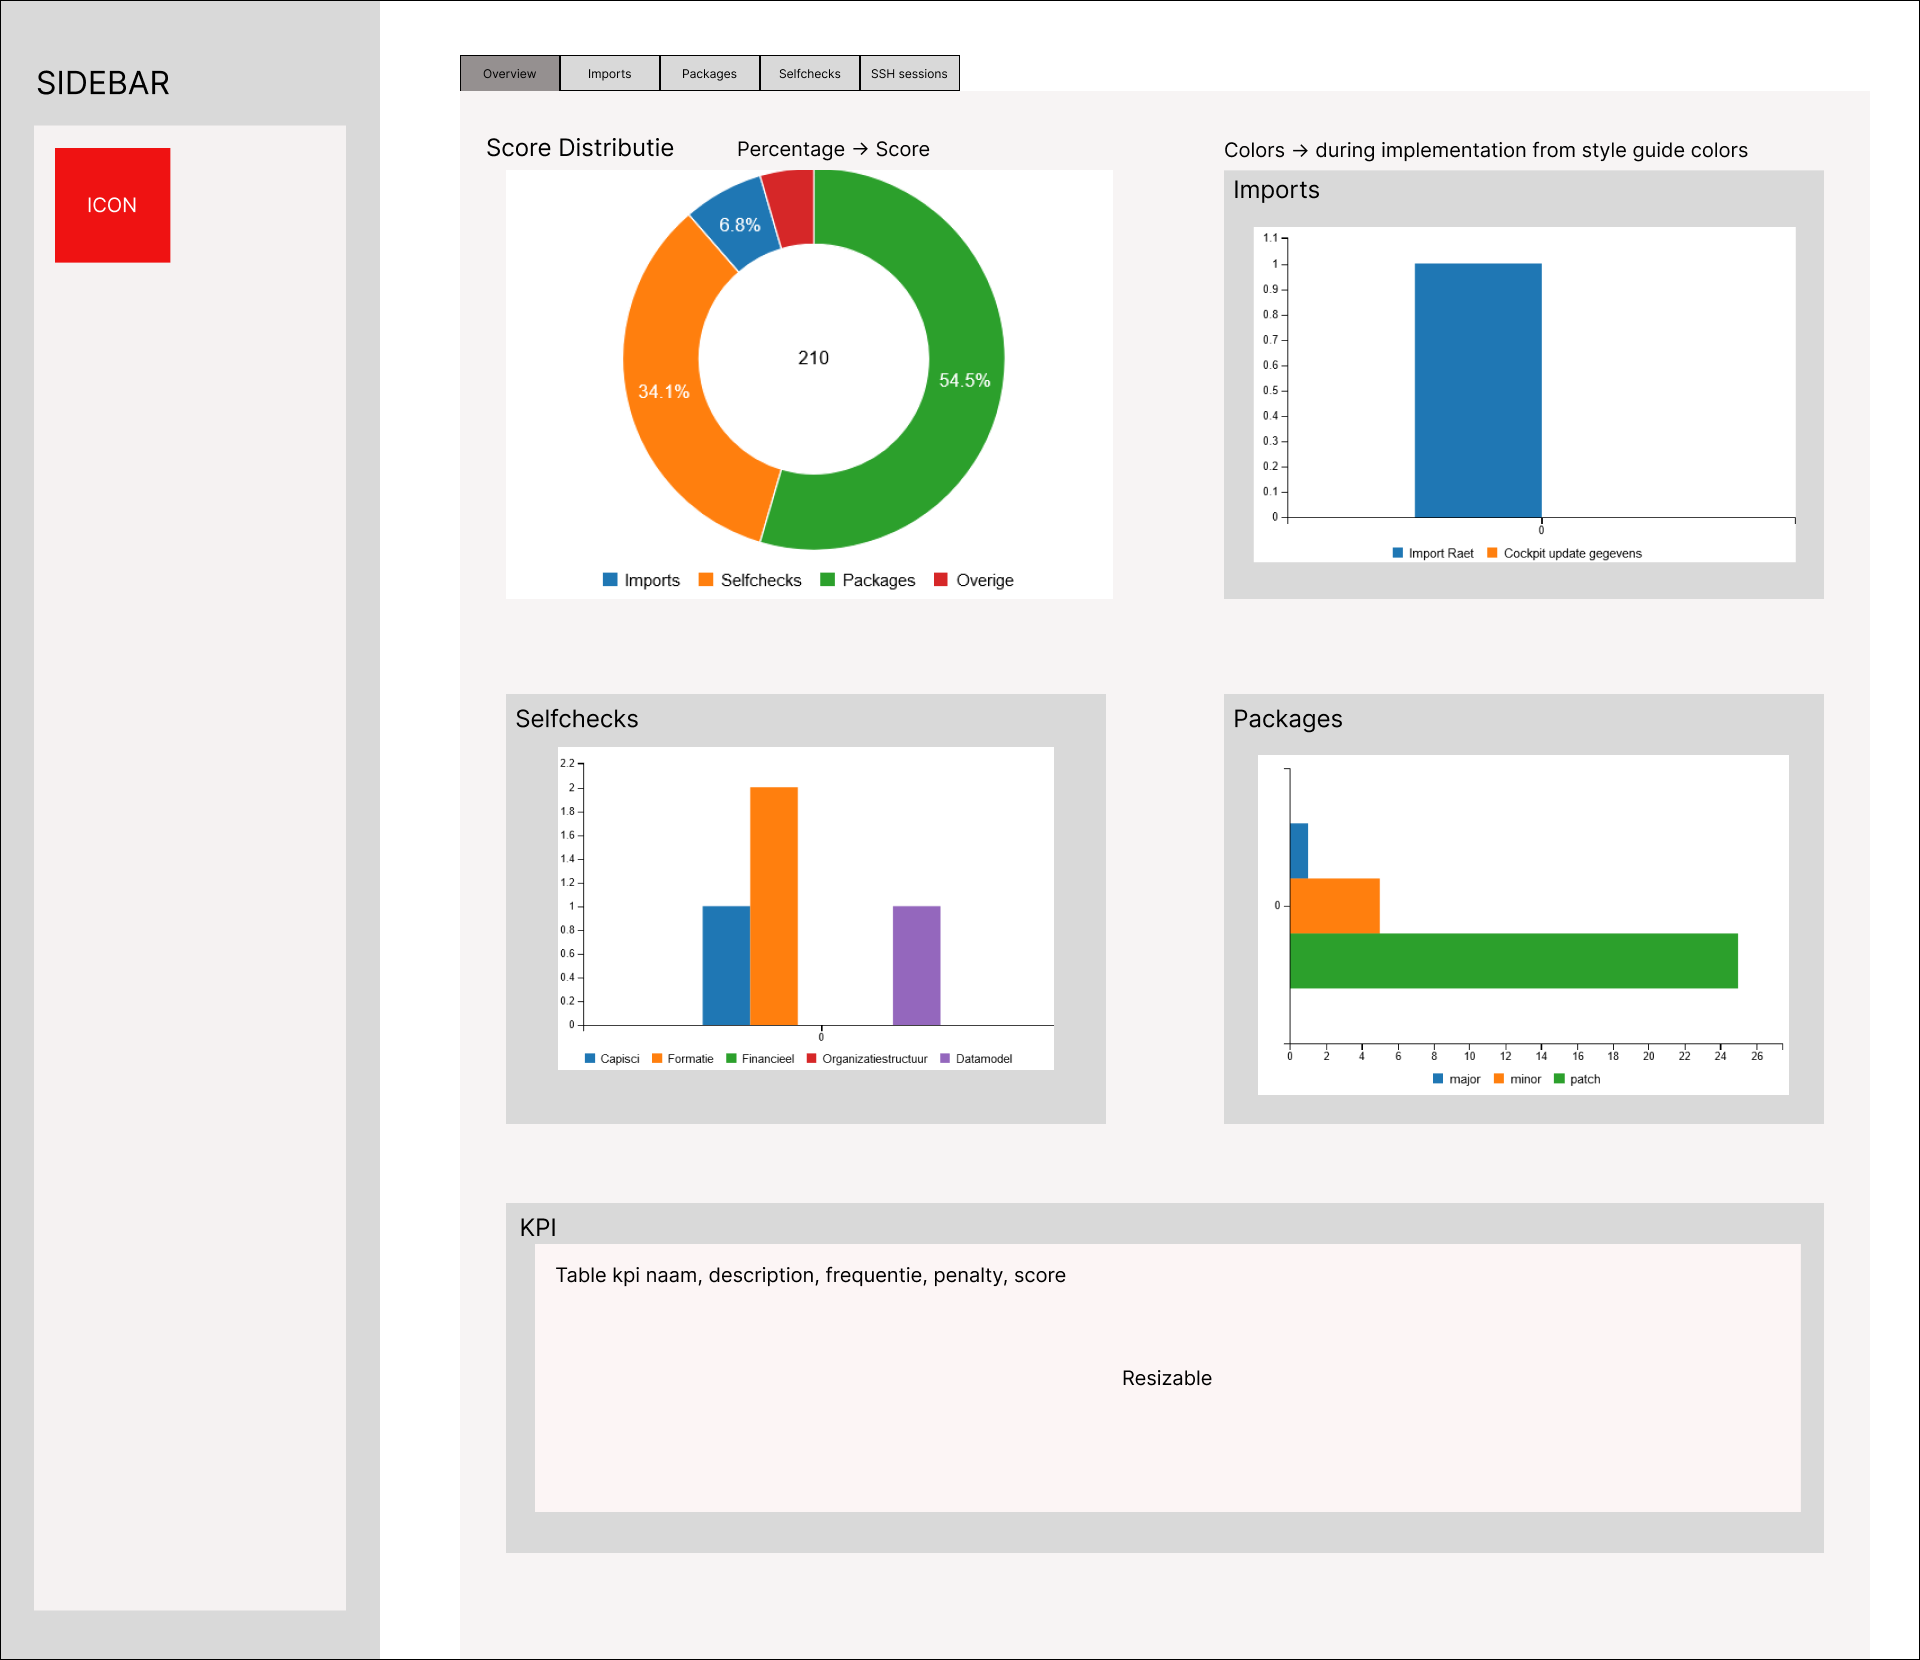 SIDEBAR
ICON
Overview Imports Packages Selfchecks SSH sessions
Score Distributie Percentage → Score
6.8%
34.1%
210
54.5%
Imports Selfchecks Packages Overige
Colors → during implementation from style guide colors
Imports
1.1
1
0.9
0.8
0.7
0.6
0.5
0.4
0.3
0.2
0.1
0
0
Import Raet Cockpit update gegevens
Selfchecks
2.2
2
1.8
1.6
1.4
1.2
1
0.8
0.6
0.4
0.2
0
0
Capisci Formatie Financieel Organizatiestructuur Datamodel
Packages
0
0 2 4 6 8 10 12 14 16 18 20 22 24 26
major minor patch
KPI
Table kpi naam, description, frequentie, penalty, score
Resizable